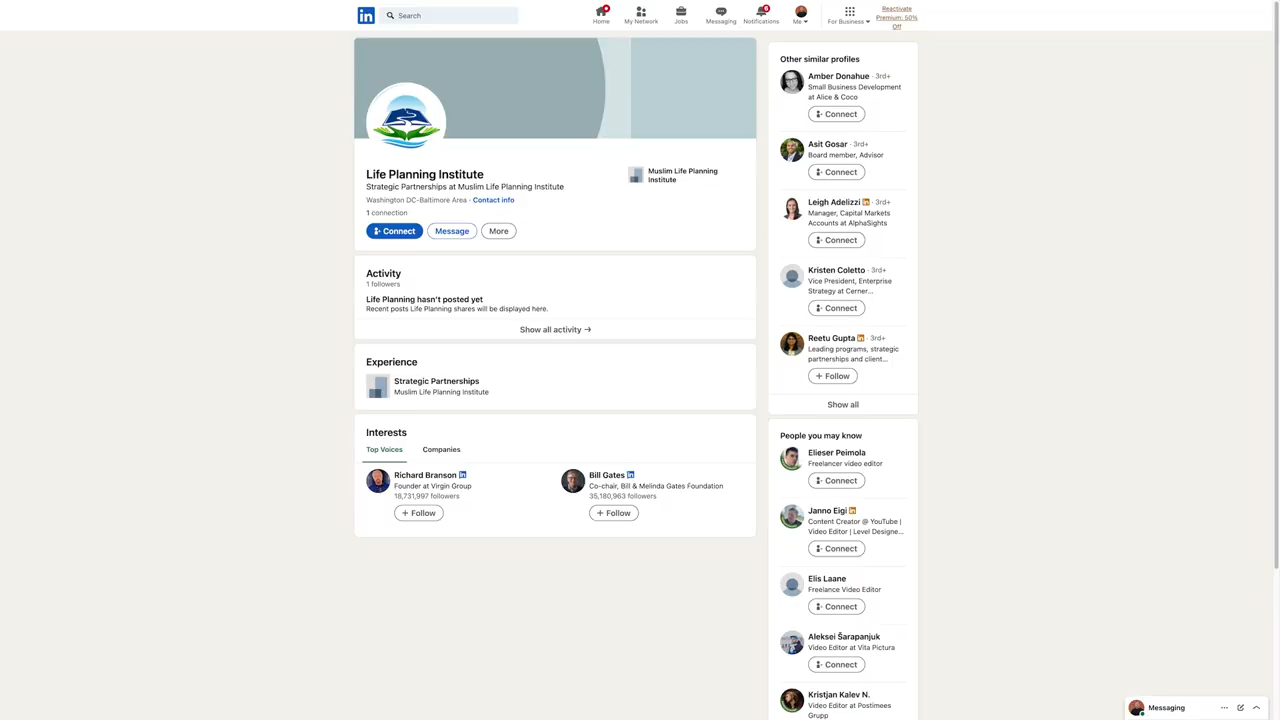 in
Search
Home
My Network
Jobs
Messaging
Notifications
6
Me
For Business
Reactivate
Premium: 50%
Off
Life Planning Institute
Strategic Partnerships at Muslim Life Planning Institute
Washington DC-Baltimore Area · Contact info
1 connection
Muslim Life Planning
Institute
Connect
Message
More
Activity
1 followers
Life Planning hasn't posted yet
Recent posts Life Planning shares will be displayed here.
Show all activity →
Experience
Strategic Partnerships
Muslim Life Planning Institute
Interests
Top Voices
Companies
Richard Branson in
Founder at Virgin Group
18,731,997 followers
+ Follow
Bill Gates in
Co-chair, Bill & Melinda Gates Foundation
35,180,963 followers
+ Follow
Other similar profiles
Amber Donahue · 3rd+
Small Business Development
at Alice & Coco
Connect
Asit Gosar · 3rd+
Board member, Advisor
Connect
Leigh Adelizzi in · 3rd+
Manager, Capital Markets
Accounts at AlphaSights
Connect
Kristen Coletto · 3rd+
Vice President, Enterprise
Strategy at Cerner...
Connect
Reetu Gupta in · 3rd+
Leading programs, strategic
partnerships and client...
+ Follow
Show all
People you may know
Elieser Peimola
Freelancer video editor
Connect
Janno Eigi in
Content Creator @ YouTube |
Video Editor | Level Designe...
Connect
Elis Laane
Freelance Video Editor
Connect
Aleksei Šarapanjuk
Video Editor at Vita Pictura
Connect
Kristjan Kalev N.
Video Editor at Postimees
Grupp
Messaging